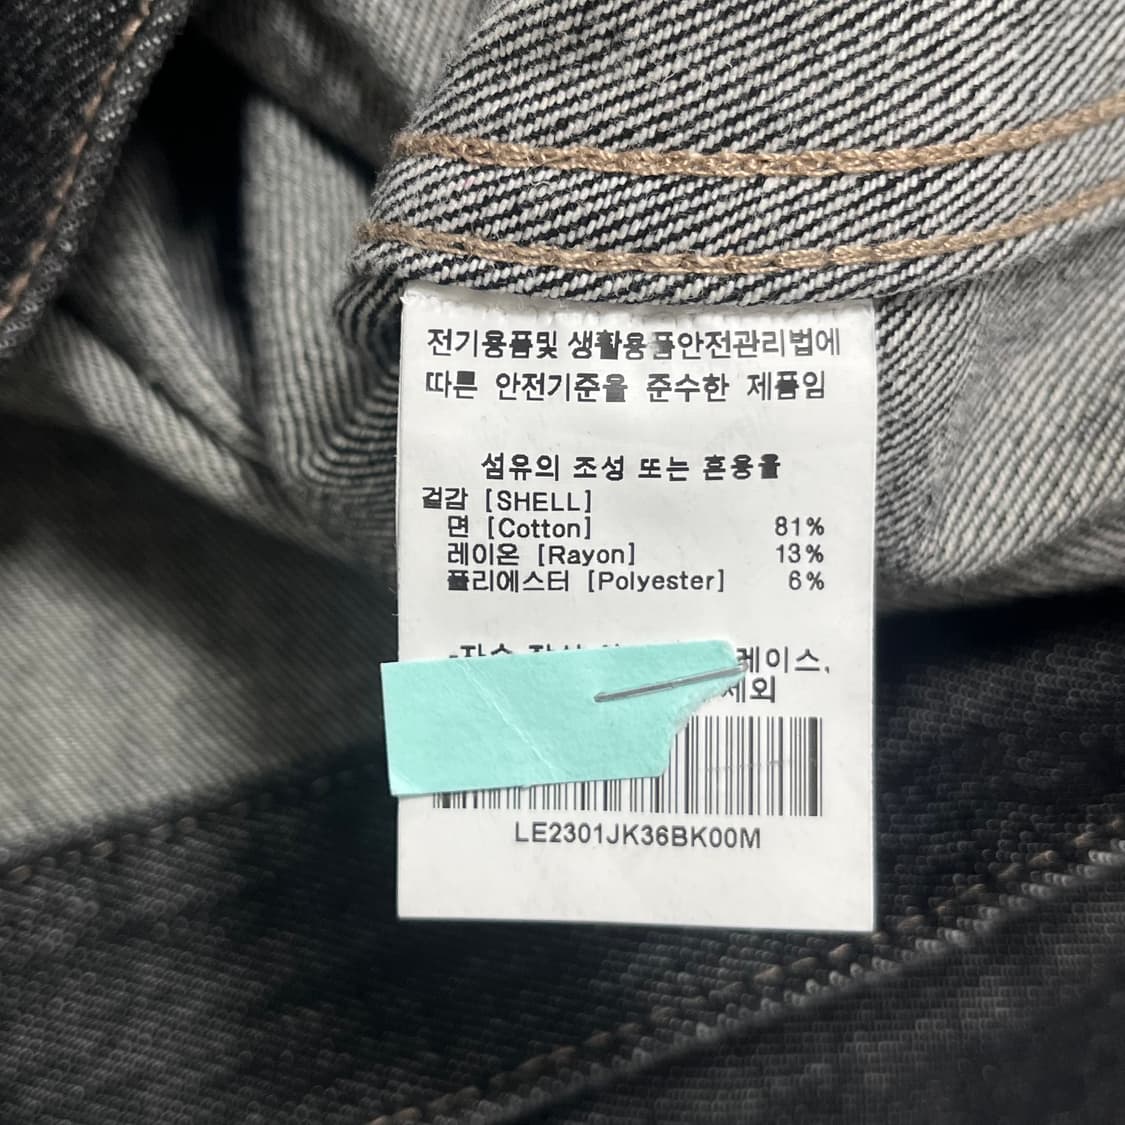 전기용품및 생활용품안전관리법에
따른 안전기준을 준수한 제품임
섬유의 조성 또는 혼용율
겉감 [SHELL]
면 [Cotton] 81%
레이온 [Rayon] 13%
폴리에스터 [Polyester] 6%
레이스,
제외
LE2301JK36BK00M